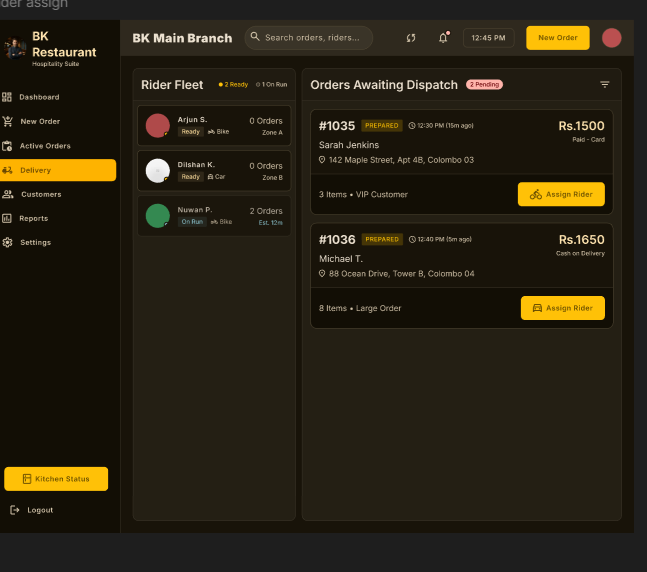 der assign
BK
Restaurant
Hospitality Suite
Dashboard
New Order
Active Orders
Delivery
Customers
Reports
Settings
Kitchen Status
Logout
BK Main Branch
Search orders, riders...
12:45 PM
New Order
Rider Fleet
2 Ready
1 On Run
Arjun S.
0 Orders
Ready
Bike
Zone A
Dilshan K.
0 Orders
Ready
Car
Zone B
Nuwan P.
2 Orders
On Run
Bike
Est. 12m
Orders Awaiting Dispatch
2 Pending
#1035
PREPARED
12:30 PM (15m ago)
Rs.1500
Sarah Jenkins
Paid - Card
142 Maple Street, Apt 4B, Colombo 03
3 Items • VIP Customer
Assign Rider
#1036
PREPARED
12:40 PM (5m ago)
Rs.1650
Michael T.
Cash on Delivery
88 Ocean Drive, Tower B, Colombo 04
8 Items • Large Order
Assign Rider